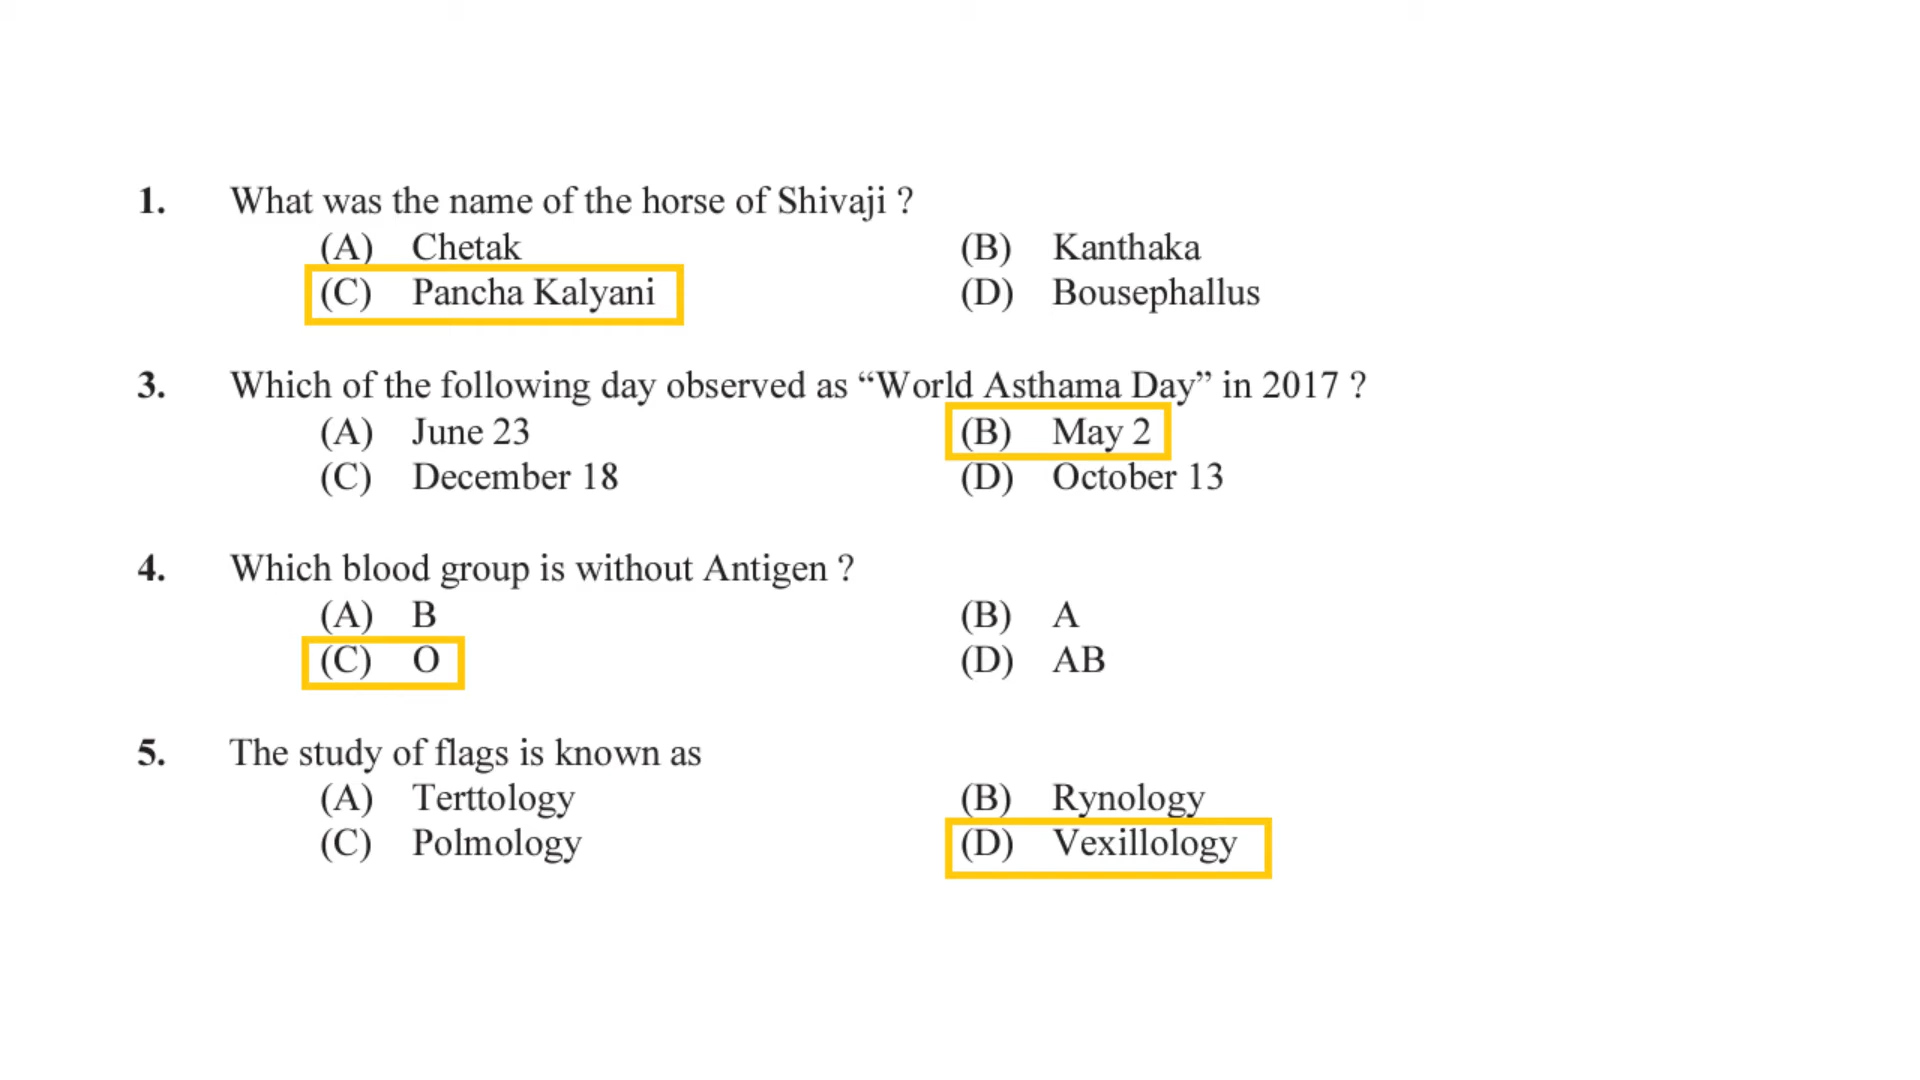 1. What was the name of the horse of Shivaji ?
(A) Chetak (B) Kanthaka
(C) Pancha Kalyani (D) Bousephallus
3. Which of the following day observed as “World Asthama Day” in 2017 ?
(A) June 23 (B) May 2
(C) December 18 (D) October 13
4. Which blood group is without Antigen ?
(A) B (B) A
(C) O (D) AB
5. The study of flags is known as
(A) Terttology (B) Rynology
(C) Polmology (D) Vexillology